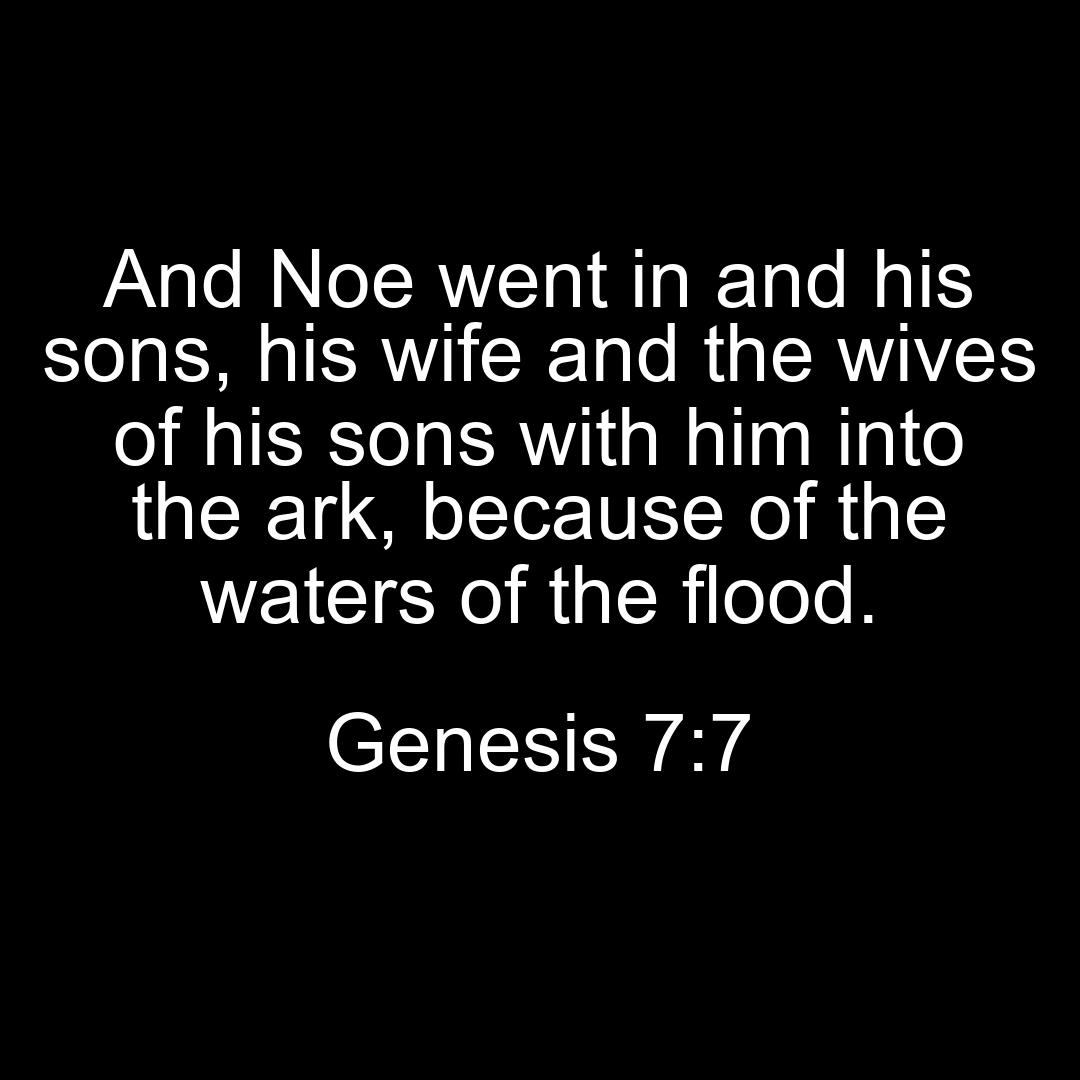 And Noe went in and his
sons, his wife and the wives
of his sons with him into
the ark, because of the
waters of the flood.
Genesis 7:7